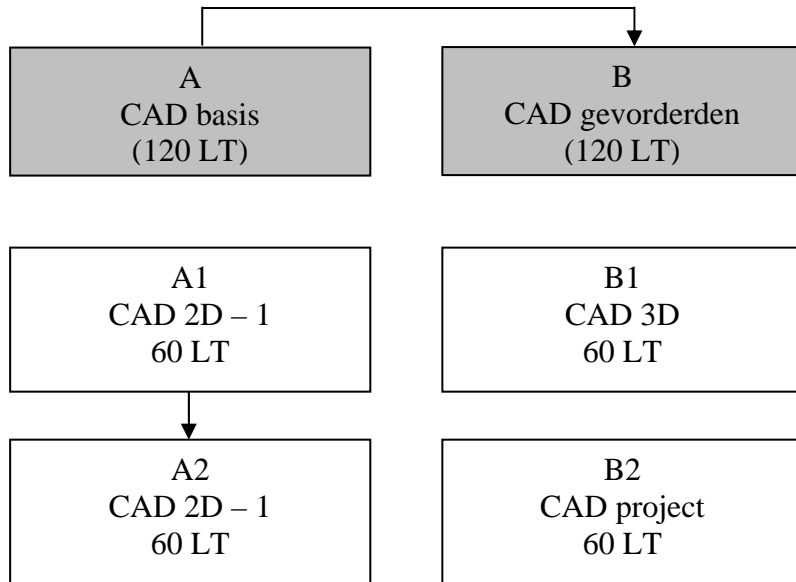 A
CAD basis
(120 LT)
B
CAD gevorderden
(120 LT)
A1
CAD 2D – 1
60 LT
B1
CAD 3D
60 LT
A2
CAD 2D – 1
60 LT
B2
CAD project
60 LT